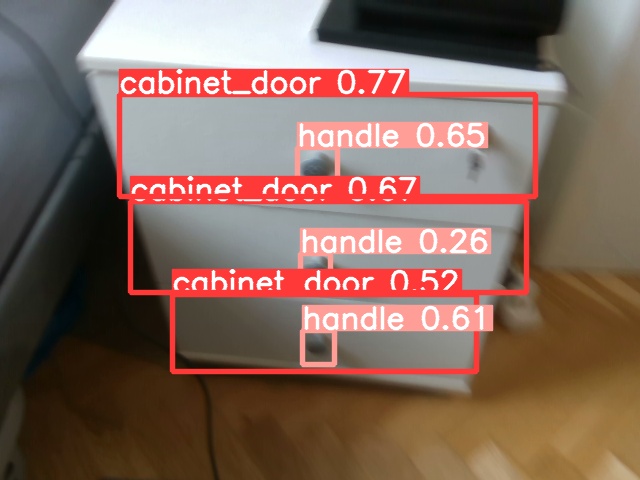 cabinet_door 0.77
handle 0.65
cabinet_door 0.67
handle 0.26
cabinet_door 0.52
handle 0.61